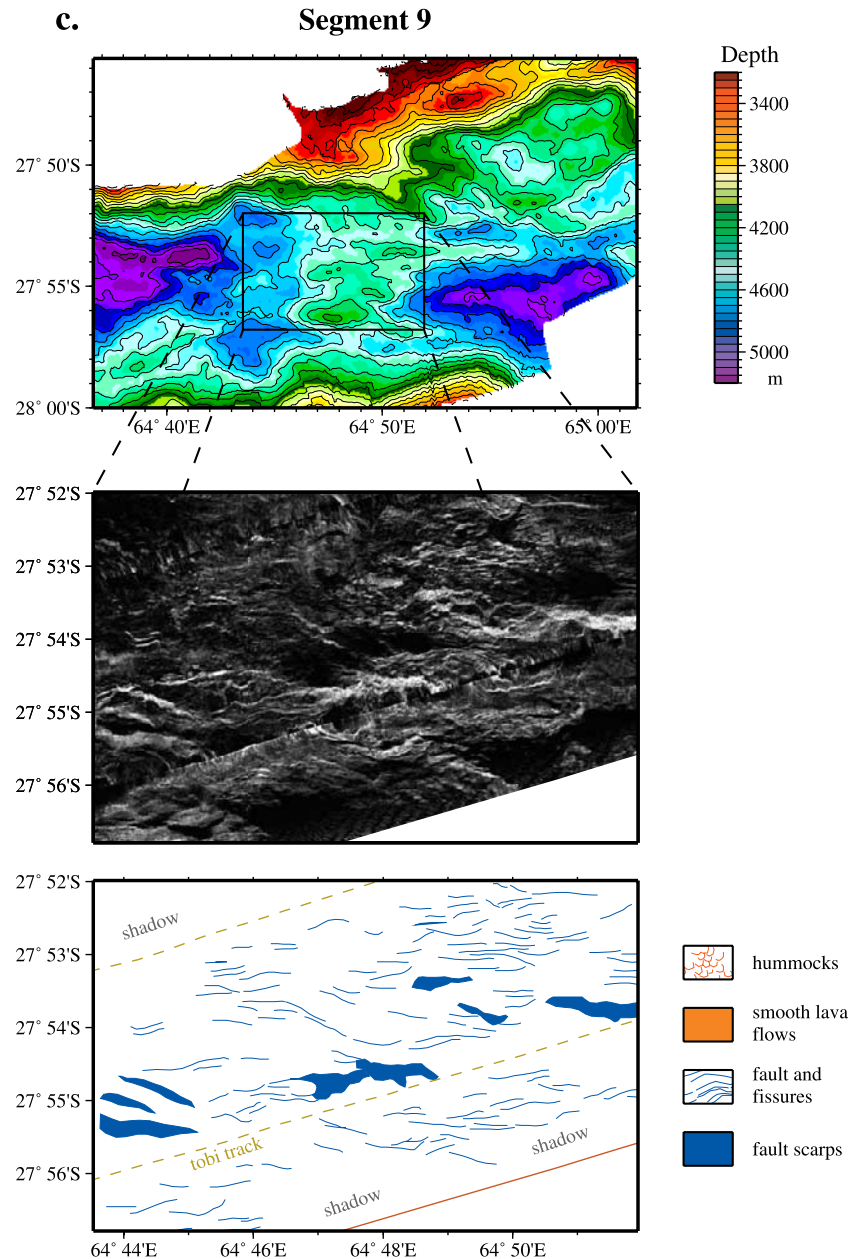 c.
Segment 9
Depth
3400
3800
4200
4600
5000
m
27° 50'S
27° 55'S
28° 00'S
64° 40'E
64° 50'E
65° 00'E
27° 52'S
27° 53'S
27° 54'S
27° 55'S
27° 56'S
27° 52'S
27° 53'S
27° 54'S
27° 55'S
27° 56'S
shadow
tobi track
shadow
shadow
64° 44'E
64° 46'E
64° 48'E
64° 50'E
hummocks
smooth lava
flows
fault and
fissures
fault scarps